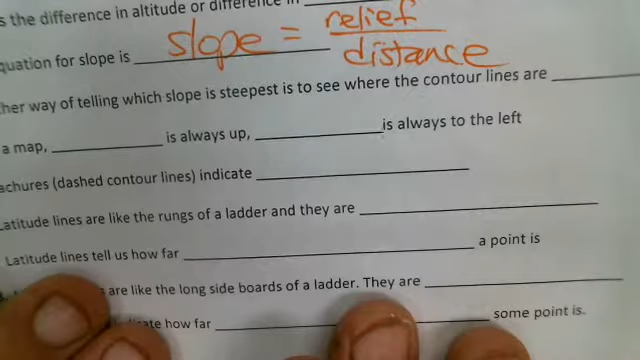 s the difference in altitude or difference in
quation for slope is slope = relief / distance
her way of telling which slope is steepest is to see where the contour lines are
a map, is always up, is always to the left
achures (dashed contour lines) indicate
Latitude lines are like the rungs of a ladder and they are
Latitude lines tell us how far a point is
are like the long side boards of a ladder. They are
how far some point is.